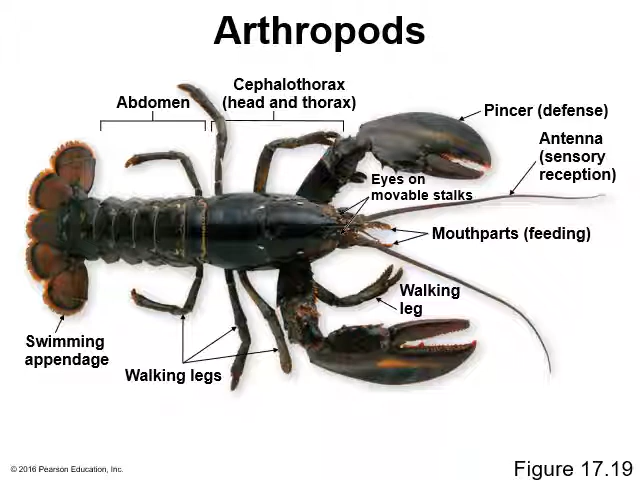 Arthropods
Cephalothorax
(head and thorax)
Abdomen
Pincer (defense)
Antenna
(sensory
reception)
Eyes on
movable stalks
Mouthparts (feeding)
Walking
leg
Swimming
appendage
Walking legs
© 2016 Pearson Education, Inc.
Figure 17.19